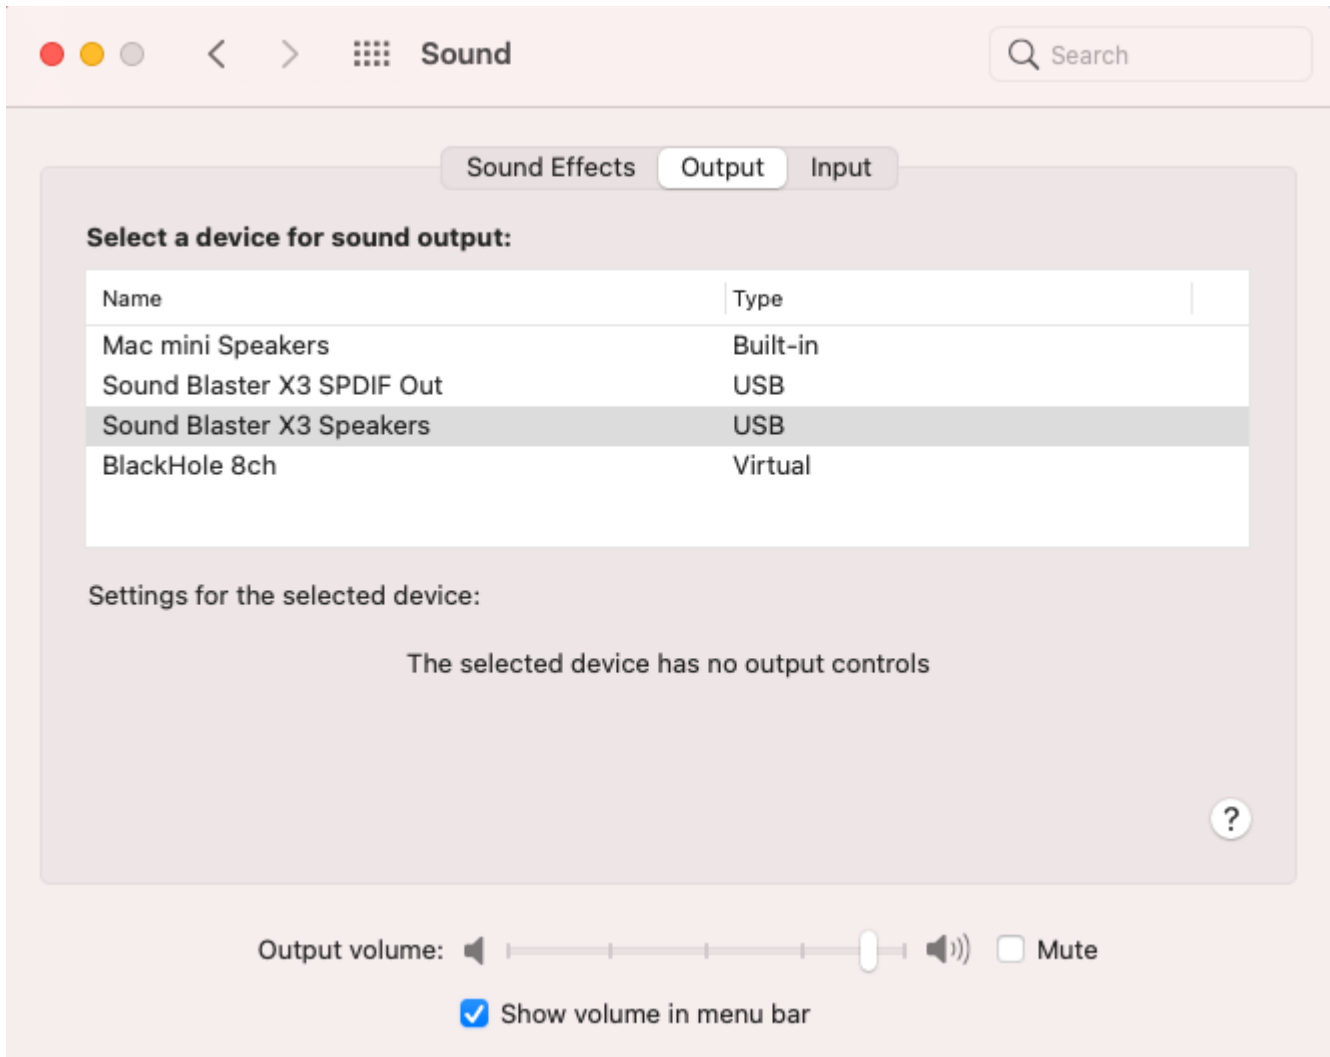 Sound
Search
Sound Effects Output Input
Select a device for sound output:
Name Type
Mac mini Speakers Built-in
Sound Blaster X3 SPDIF Out USB
Sound Blaster X3 Speakers USB
BlackHole 8ch Virtual
Settings for the selected device:
The selected device has no output controls
?
Output volume: Mute
Show volume in menu bar